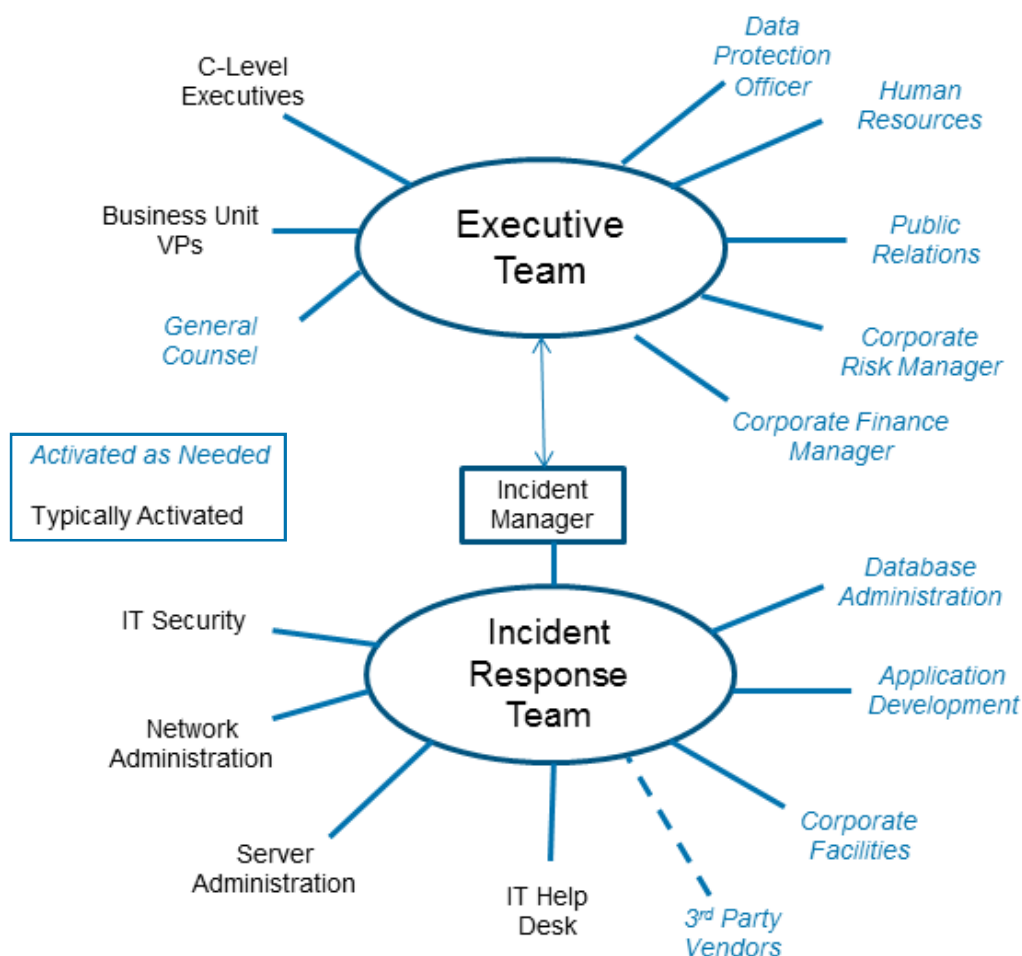 Data
Protection
Officer
C-Level
Executives
Human
Resources
Executive
Team
Business Unit
VPs
Public
Relations
General
Counsel
Corporate
Risk Manager
Corporate Finance
Manager
Activated as Needed
Typically Activated
Incident
Manager
Database
Administration
IT Security
Incident
Response
Team
Application
Development
Network
Administration
Corporate
Facilities
Server
Administration
IT Help
Desk
3rd Party
Vendors